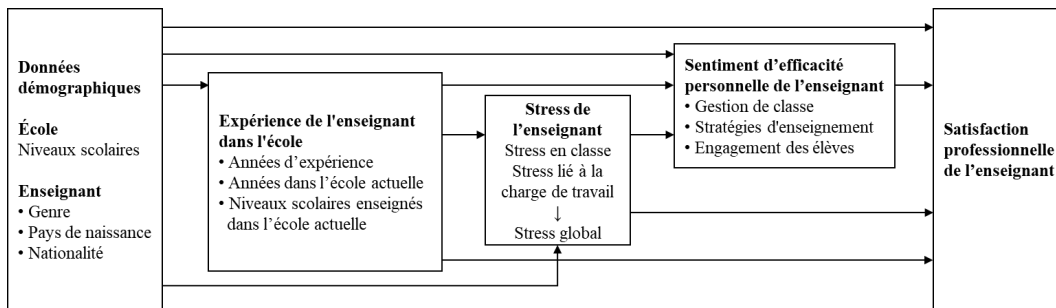 Données
démographiques
École
Niveaux scolaires
Enseignant
• Genre
• Pays de naissance
• Nationalité
Expérience de l'enseignant
dans l'école
• Années d’expérience
• Années dans l’école actuelle
• Niveaux scolaires enseignés
dans l’école actuelle
Stress de
l’enseignant
Stress en classe
Stress lié à la
charge de travail
↓
Stress global
Sentiment d’efficacité
personnelle de l’enseignant
• Gestion de classe
• Stratégies d'enseignement
• Engagement des élèves
Satisfaction
professionnelle
de l’enseignant